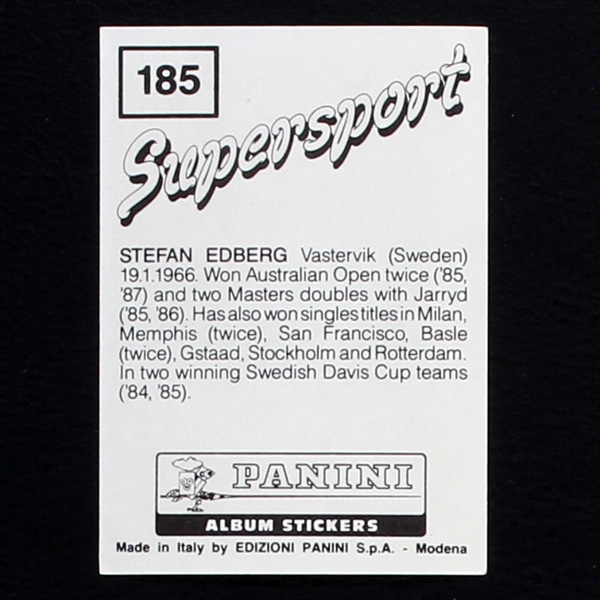 185
Supersport
STEFAN EDBERG Vastervik (Sweden)
19.1.1966. Won Australian Open twice ('85,
'87) and two Masters doubles with Jarryd
('85, '86). Has also won singles titles in Milan,
Memphis (twice), San Francisco, Basle
(twice), Gstaad, Stockholm and Rotterdam.
In two winning Swedish Davis Cup teams
('84, '85).
PANINI
ALBUM STICKERS
Made in Italy by EDIZIONI PANINI S.p.A. - Modena